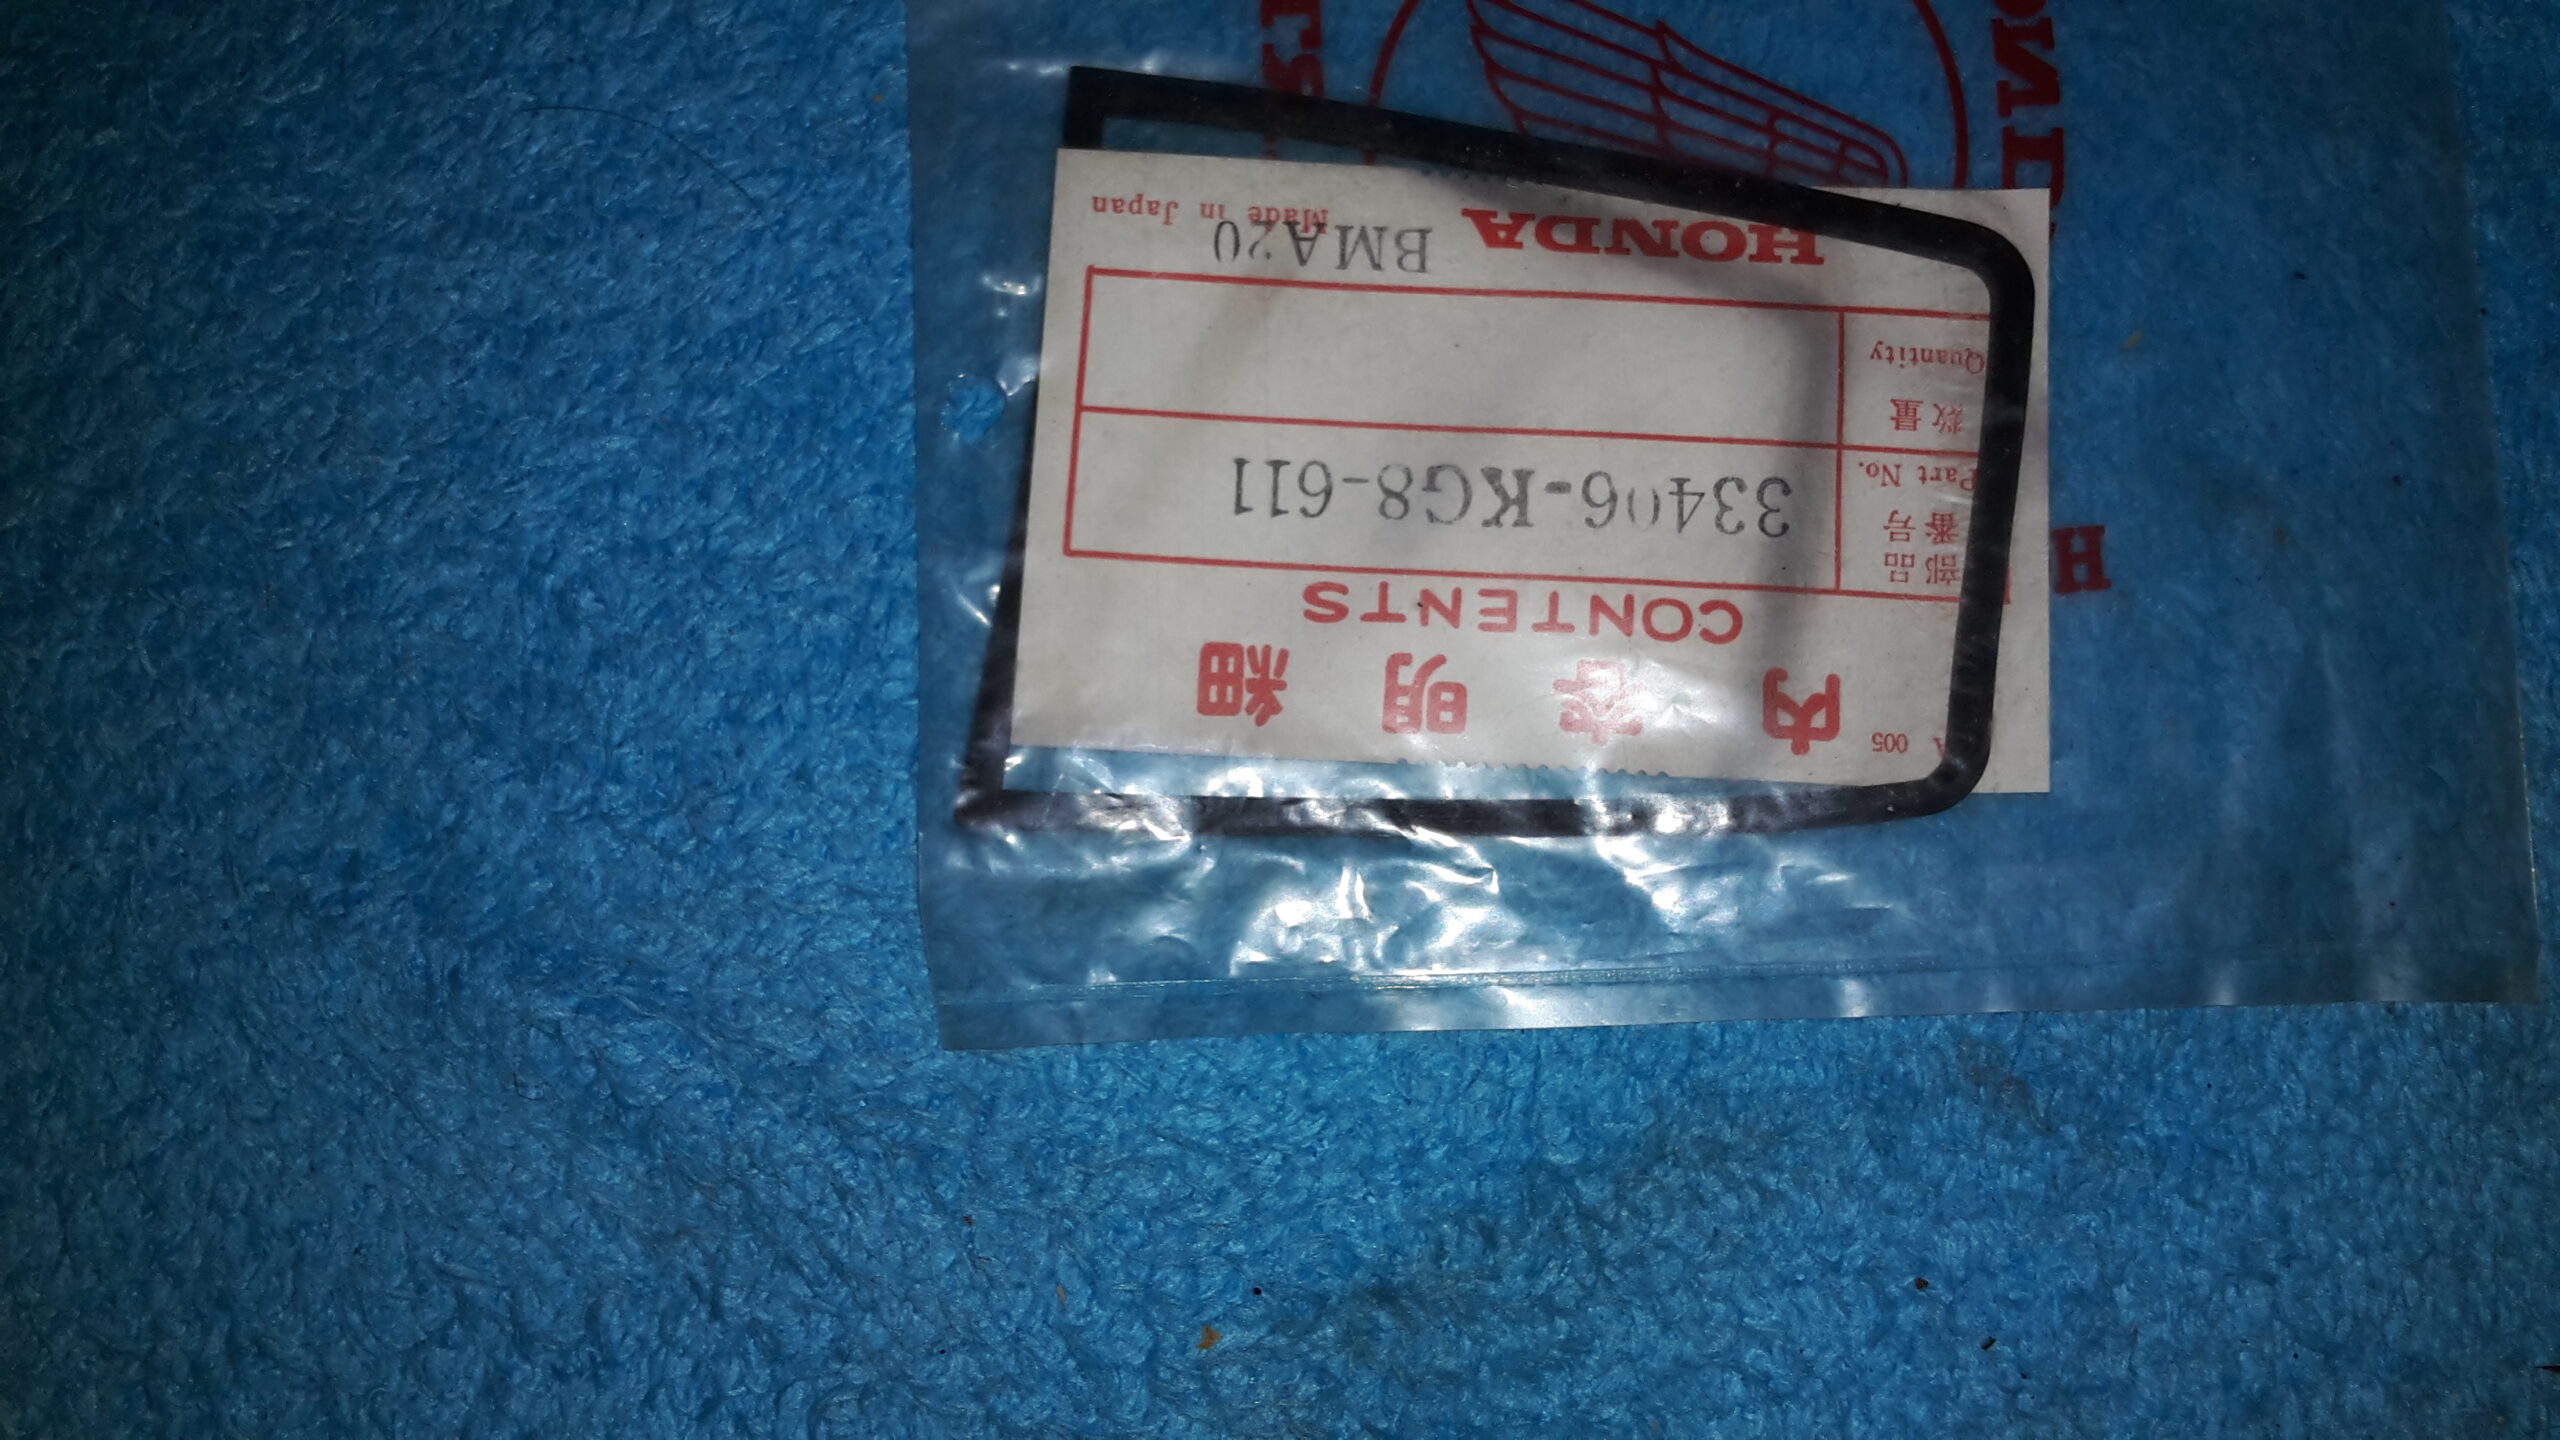 A 005
内容明細
CONTENTS
部品番号
Part No.
33406-KG8-611
数量
Quantity
HONDA
BMA20
Made in Japan
H